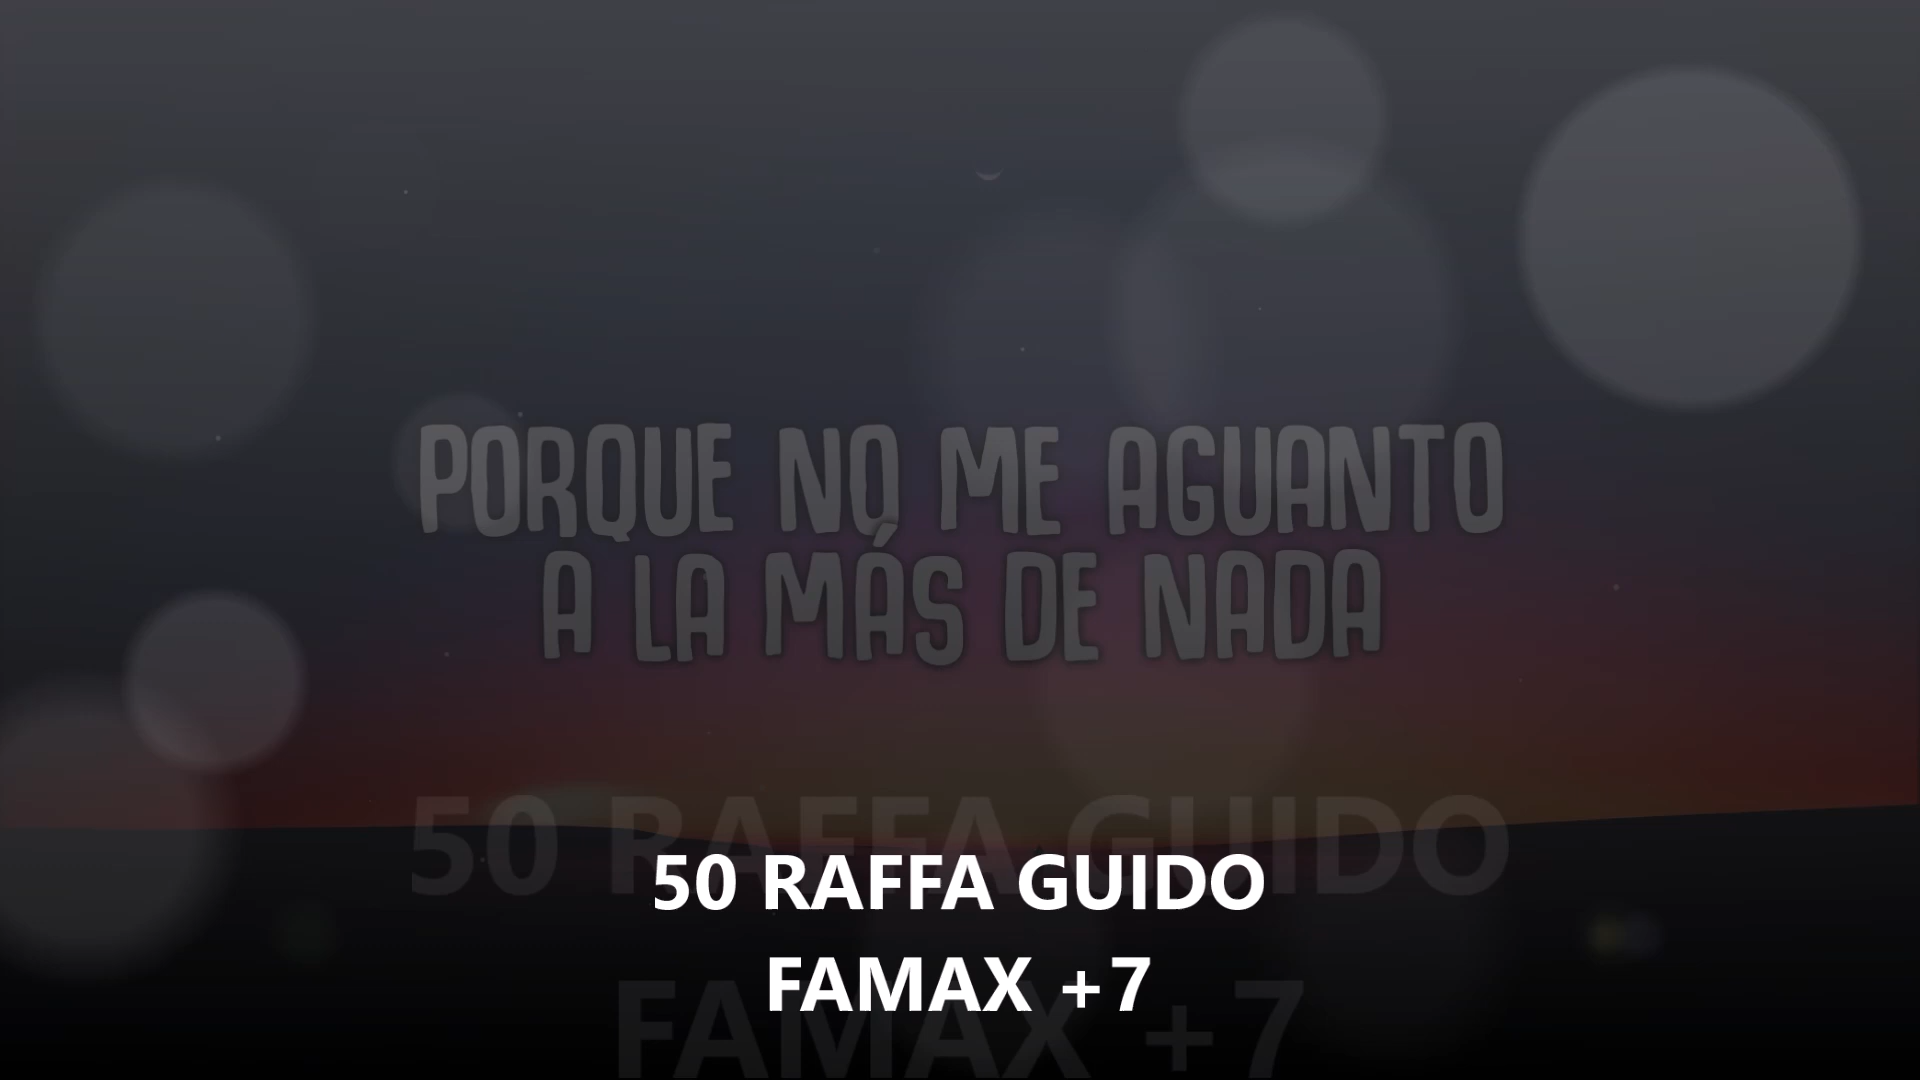 PORQUE NO ME AGUANTO
A LA MÁS DE NADA
50 RAFFA GUIDO
50 RAFFA GUIDO
FAMAX +7
FAMAX +7